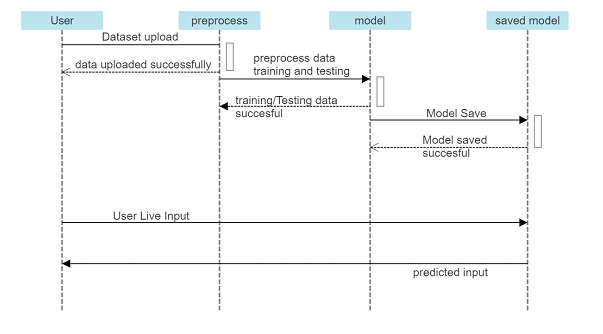 User
preprocess
model
saved model
Dataset upload
data uploaded successfully
preprocess data
training and testing
training/Testing data
succesful
Model Save
Model saved
succesful
User Live Input
predicted input